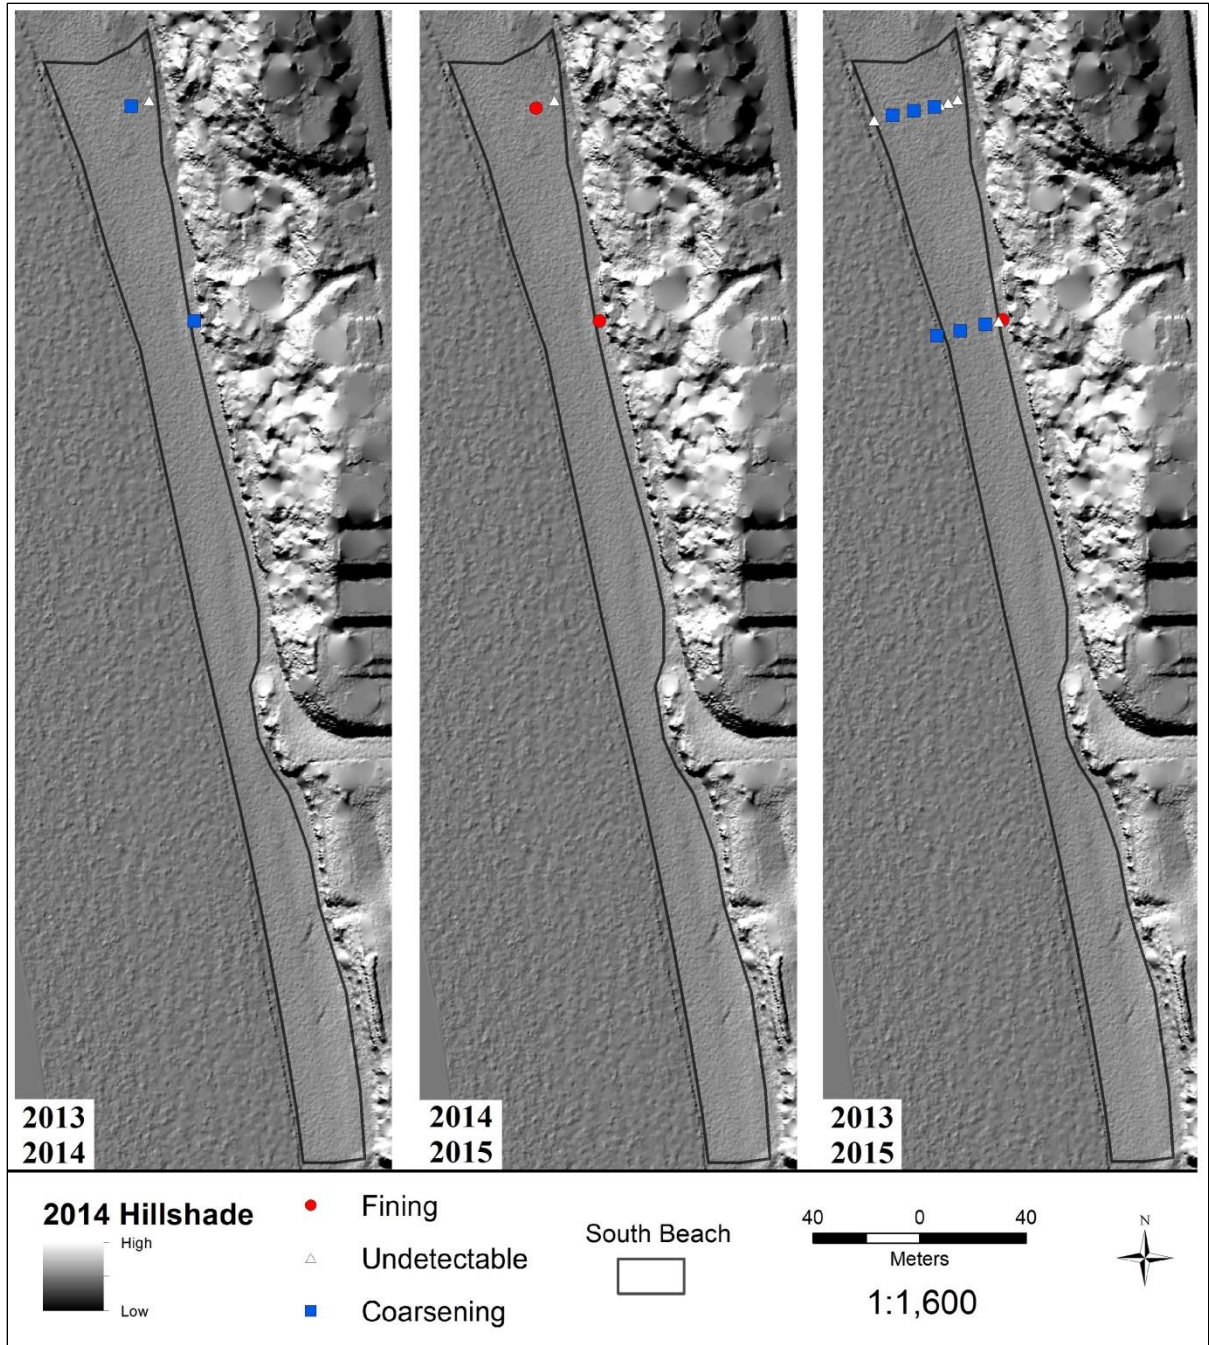 2013
2014
2014
2015
2013
2015
2014 Hillshade
High
Low
Fining
Undetectable
Coarsening
South Beach
40 0 40
Meters
1:1,600
N